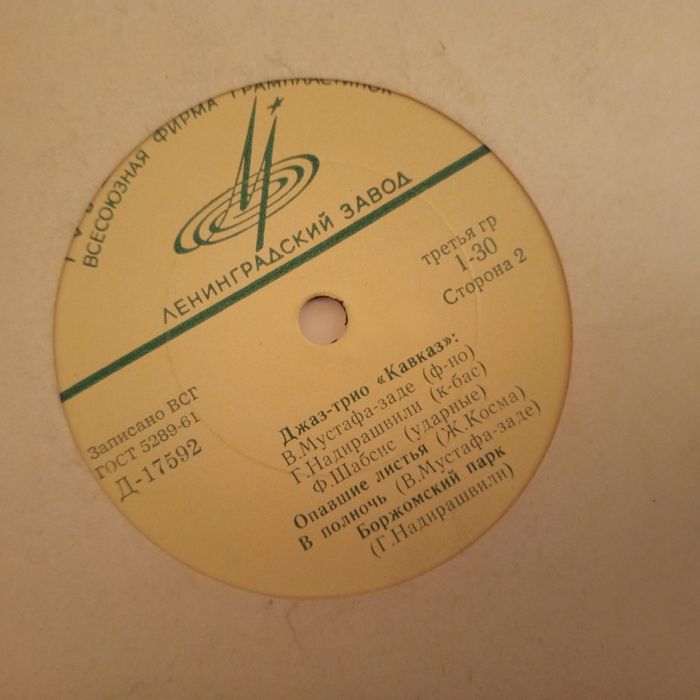 ВСЕСОЮЗНАЯ ФИРМА ГРАМПЛАСТИНОК
ЛЕНИНГРАДСКИЙ ЗАВОД
третья гр
1-30
Сторона 2
Записано ВСГ
ГОСТ 5289-61
Д-17592
Джаз-трио «Кавказ»:
В.Мустафа-заде (ф-но)
Г.Надирашвили (к-бас)
Ф.Шабсис (ударные)
Опавшие листья (Ж.Косма)
В полночь (В.Мустафа-заде)
Боржомский парк
(Г.Надирашвили)